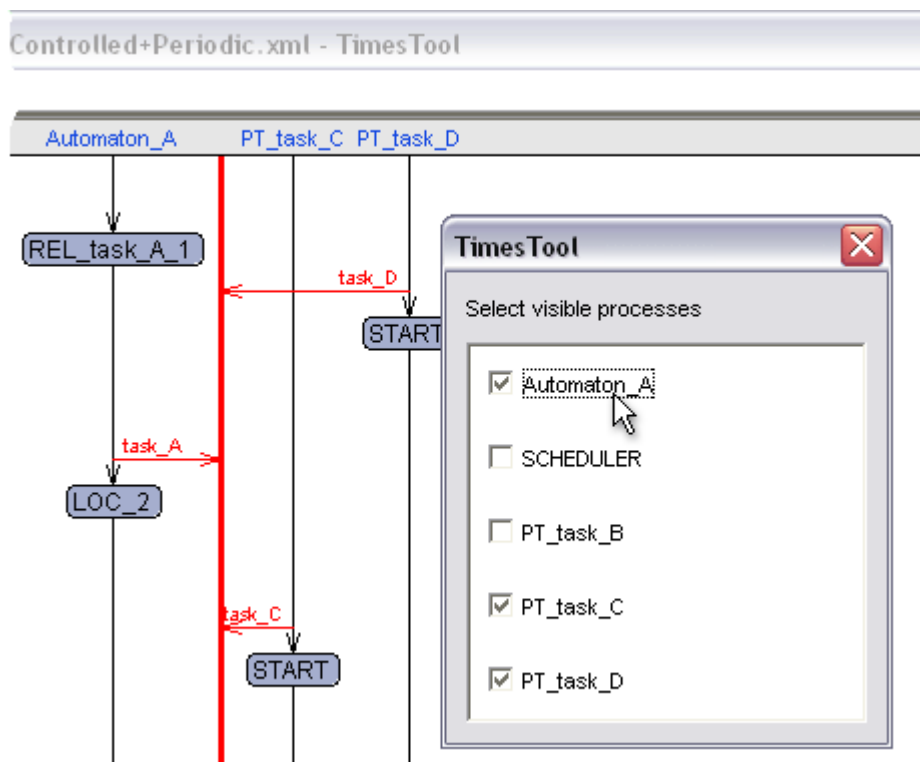 Controlled+Periodic.xml - TimesTool
Automaton_A PT_task_C PT_task_D
REL_task_A_1
task_D
START
task_A
LOC_2
task_C
START
TimesTool
Select visible processes
Automaton_A
SCHEDULER
PT_task_B
PT_task_C
PT_task_D